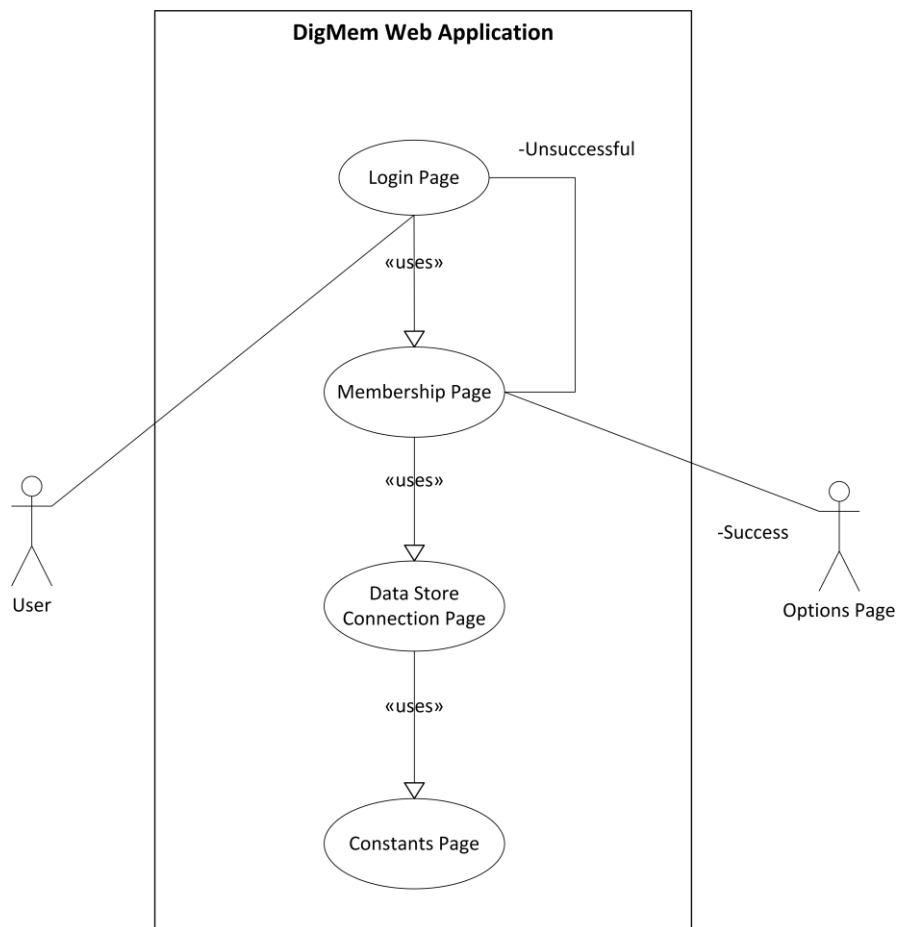 DigMem Web Application
-Unsuccessful
Login Page
«uses»
Membership Page
«uses»
-Success
Data Store
Connection Page
User
Options Page
«uses»
Constants Page